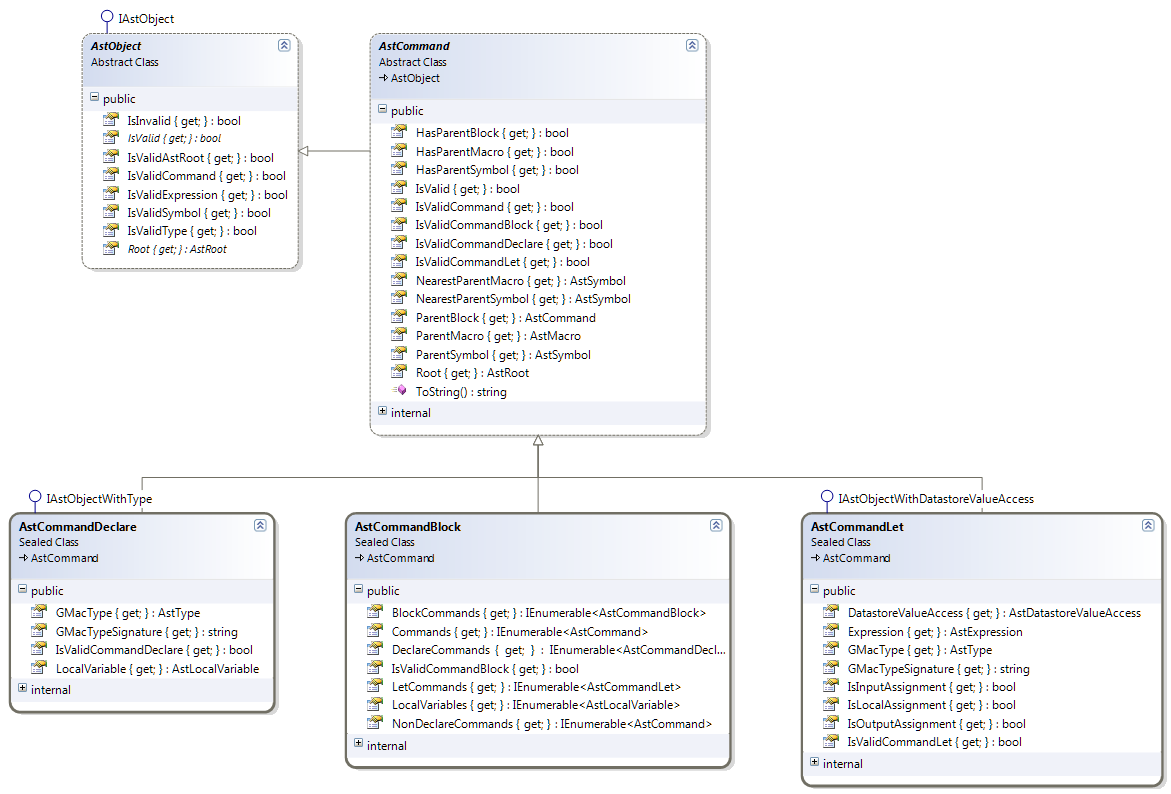 IAstObject
AstObject
Abstract Class
public
IsInvalid { get; } : bool
IsValid { get; } : bool
IsValidAstRoot { get; } : bool
IsValidCommand { get; } : bool
IsValidExpression { get; } : bool
IsValidSymbol { get; } : bool
IsValidType { get; } : bool
Root { get; } : AstRoot
AstCommand
Abstract Class
AstObject
public
HasParentBlock { get; } : bool
HasParentMacro { get; } : bool
HasParentSymbol { get; } : bool
IsValid { get; } : bool
IsValidCommand { get; } : bool
IsValidCommandBlock { get; } : bool
IsValidCommandDeclare { get; } : bool
IsValidCommandLet { get; } : bool
NearestParentMacro { get; } : AstSymbol
NearestParentSymbol { get; } : AstSymbol
ParentBlock { get; } : AstCommand
ParentMacro { get; } : AstMacro
ParentSymbol { get; } : AstSymbol
Root { get; } : AstRoot
ToString() : string
internal
IAstObjectWithType
AstCommandDeclare
Sealed Class
AstCommand
public
GMacType { get; } : AstType
GMacTypeSignature { get; } : string
IsValidCommandDeclare { get; } : bool
LocalVariable { get; } : AstLocalVariable
internal
AstCommandBlock
Sealed Class
AstCommand
public
BlockCommands { get; } : IEnumerable<AstCommandBlock>
Commands { get; } : IEnumerable<AstCommand>
DeclareCommands { get; } : IEnumerable<AstCommandDecl...
IsValidCommandBlock { get; } : bool
LetCommands { get; } : IEnumerable<AstCommandLet>
LocalVariables { get; } : IEnumerable<AstLocalVariable>
NonDeclareCommands { get; } : IEnumerable<AstCommand>
internal
IAstObjectWithDatastoreValueAccess
AstCommandLet
Sealed Class
AstCommand
public
DatastoreValueAccess { get; } : AstDatastoreValueAccess
Expression { get; } : AstExpression
GMacType { get; } : AstType
GMacTypeSignature { get; } : string
IsInputAssignment { get; } : bool
IsLocalAssignment { get; } : bool
IsOutputAssignment { get; } : bool
IsValidCommandLet { get; } : bool
internal